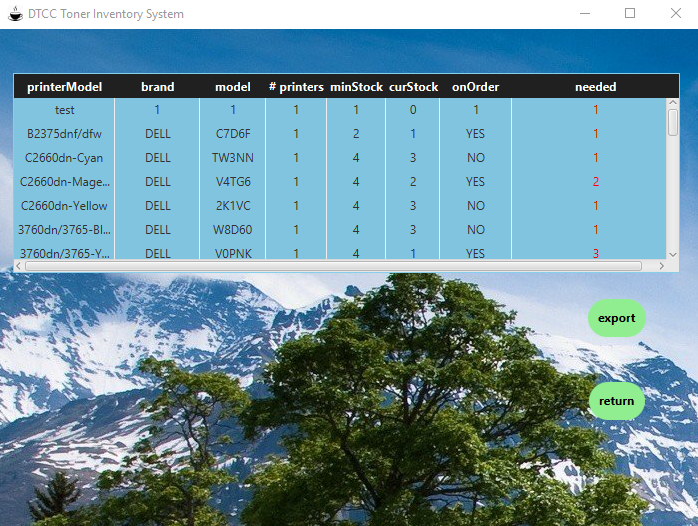 DTCC Toner Inventory System
printerModel brand model # printers minStock curStock onOrder needed
test 1 1 1 1 0 1 1
B2375dnf/dfw DELL C7D6F 1 2 1 YES 1
C2660dn-Cyan DELL TW3NN 1 4 3 NO 1
C2660dn-Mage... DELL V4TG6 1 4 2 YES 2
C2660dn-Yellow DELL 2K1VC 1 4 3 NO 1
3760dn/3765-Bl... DELL W8D60 1 4 3 NO 1
3760dn/3765-Y... DELL V0PNK 1 4 1 YES 3
export
return